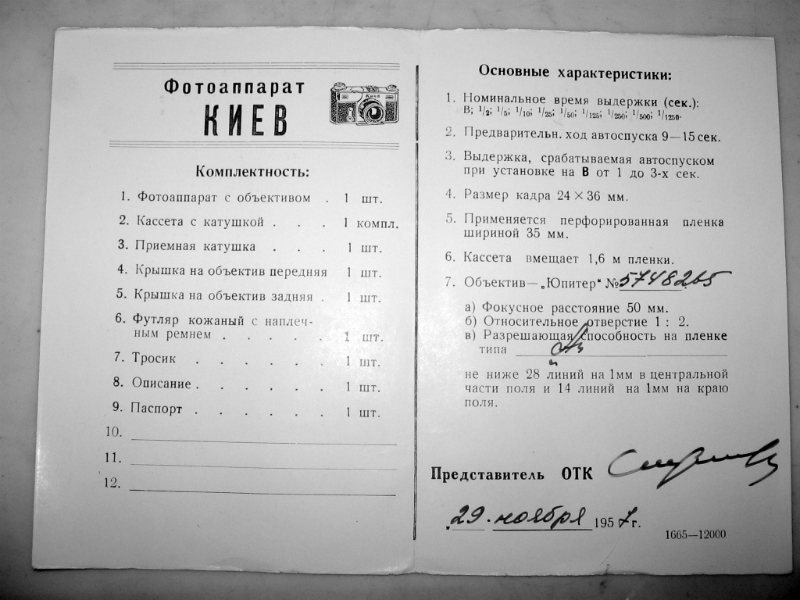 Фотоаппарат
КИЕВ
Комплектность:
1. Фотоаппарат с объективом . 1 шт.
2. Кассета с катушкой . . . 1 компл.
3. Приемная катушка . . . 1 шт.
4. Крышка на объектив передняя 1 шт.
5. Крышка на объектив задняя . 1 шт.
6. Футляр кожаный с наплеч-
ным ремнем . . . . . 1 шт.
7. Тросик . . . . . . 1 шт.
8. Описание . . . . . . 1 шт.
9. Паспорт . . . . . . 1 шт.
10.
11.
12.
Основные характеристики:
1. Номинальное время выдержки (сек.):
В; 1/2; 1/5; 1/10; 1/25; 1/50; 1/125; 1/250; 1/500; 1/1250.
2. Предварительн. ход автоспуска 9—15 сек.
3. Выдержка, срабатываемая автоспуском
при установке на В от 1 до 3-х сек.
4. Размер кадра 24×36 мм.
5. Применяется перфорированная пленка
шириной 35 мм.
6. Кассета вмещает 1,6 м пленки.
7. Объектив—„Юпитер" № 5748265
а) Фокусное расстояние 50 мм.
б) Относительное отверстие 1 : 2.
в) Разрешающая способность на пленке
типа
не ниже 28 линий на 1мм в центральной
части поля и 14 линий на 1мм на краю
поля.
Представитель ОТК
29. ноября 1957 г.
1665—12000